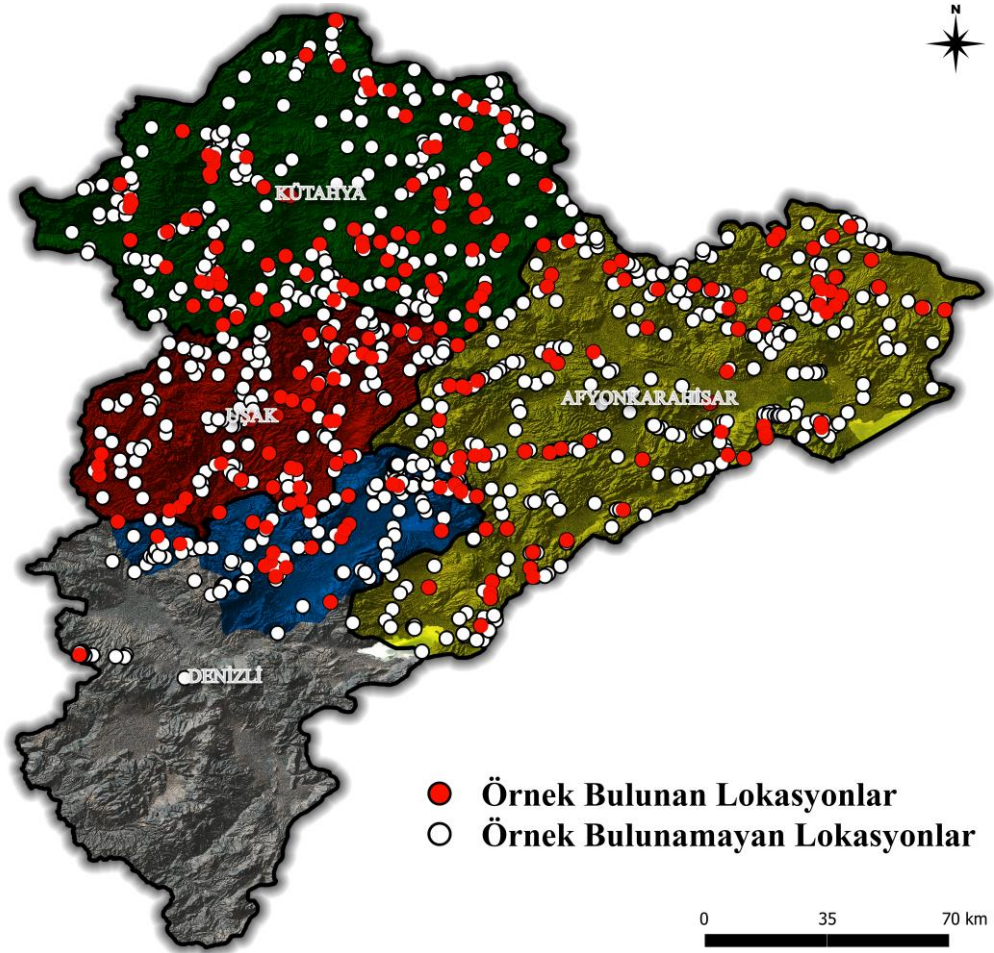 N
KÜTAHYA
AFYONKARAHİSAR
UŞAK
DENİZLİ
Örnek Bulunan Lokasyonlar
Örnek Bulunamayan Lokasyonlar
0 35 70 km